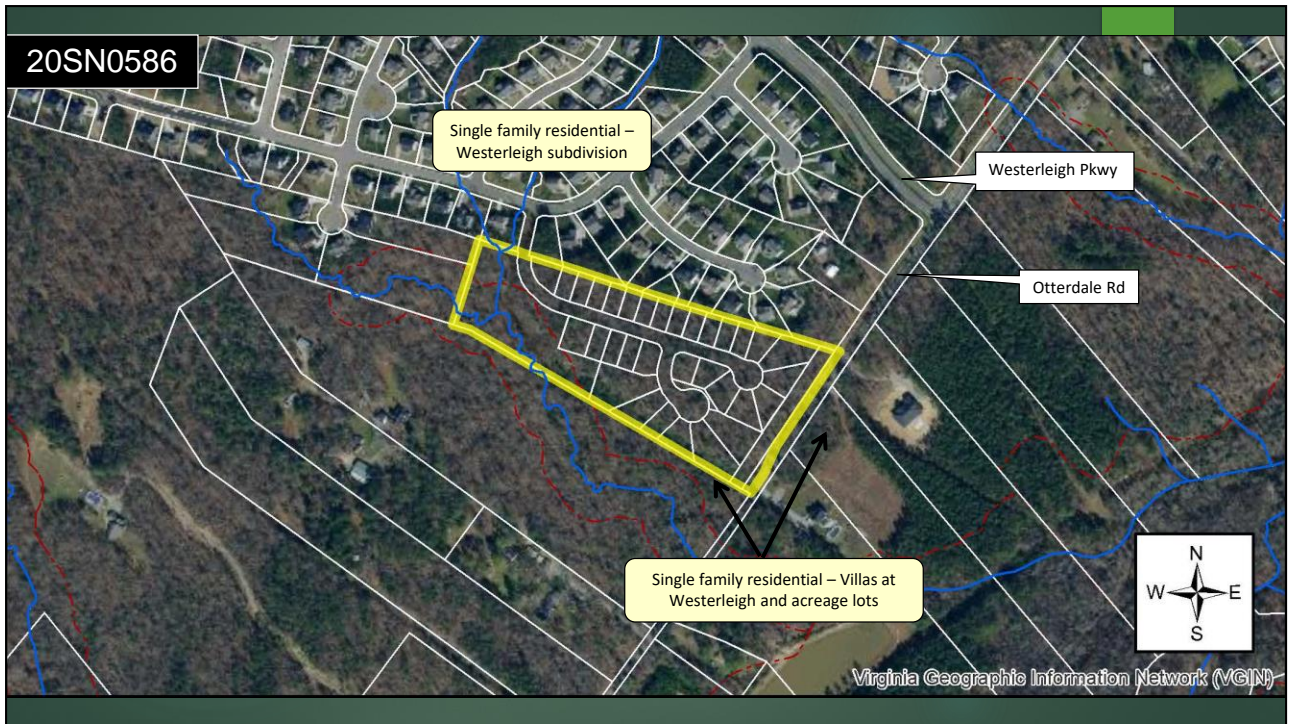 20SN0586
Single family residential –
Westerleigh subdivision
Westerleigh Pkwy
Otterdale Rd
Single family residential – Villas at
Westerleigh and acreage lots
N
W E
S
Virginia Geographic Information Network (VGIN)